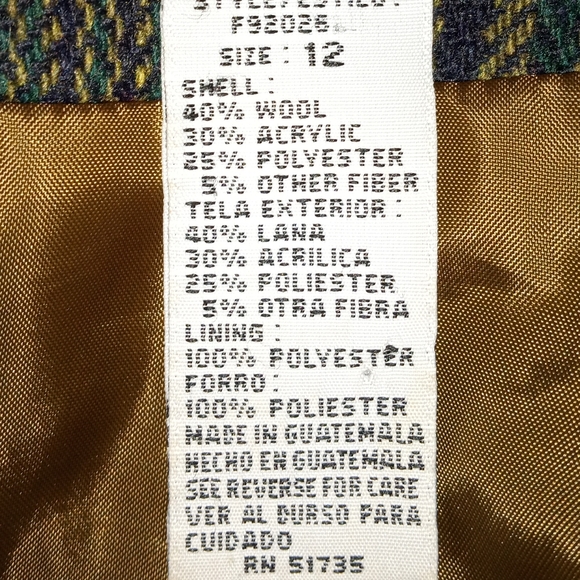 STYLE/ESTILO:
F92026
SIZE: 12
SHELL:
40% WOOL
30% ACRYLIC
25% POLYESTER
5% OTHER FIBER
TELA EXTERIOR:
40% LANA
30% ACRILICA
25% POLIESTER
5% OTRA FIBRA
LINING:
100% POLYESTER
FORRO:
100% POLIESTER
MADE IN GUATEMALA
HECHO EN GUATEMALA
SEE REVERSE FOR CARE
VER AL DURSO PARA
CUIDADO
RN 51735